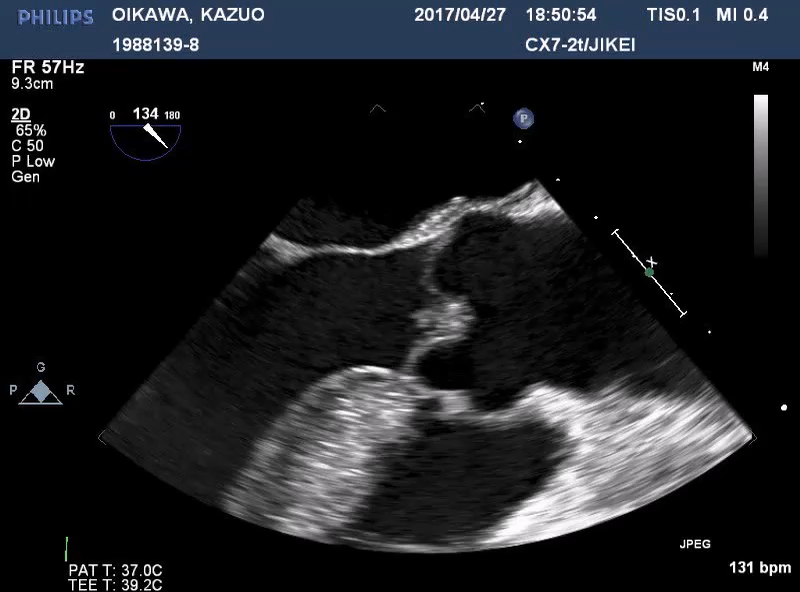 PHILIPS OIKAWA, KAZUO 2017/04/27 18:50:54 TIS0.1 MI 0.4
1988139-8 CX7-2t/JIKEI
FR 57Hz
9.3cm
M4
2D
65%
C 50
P Low
Gen
0 134 180
P
X
G
P R
JPEG
131 bpm
PAT T: 37.0C
TEE T: 39.2C